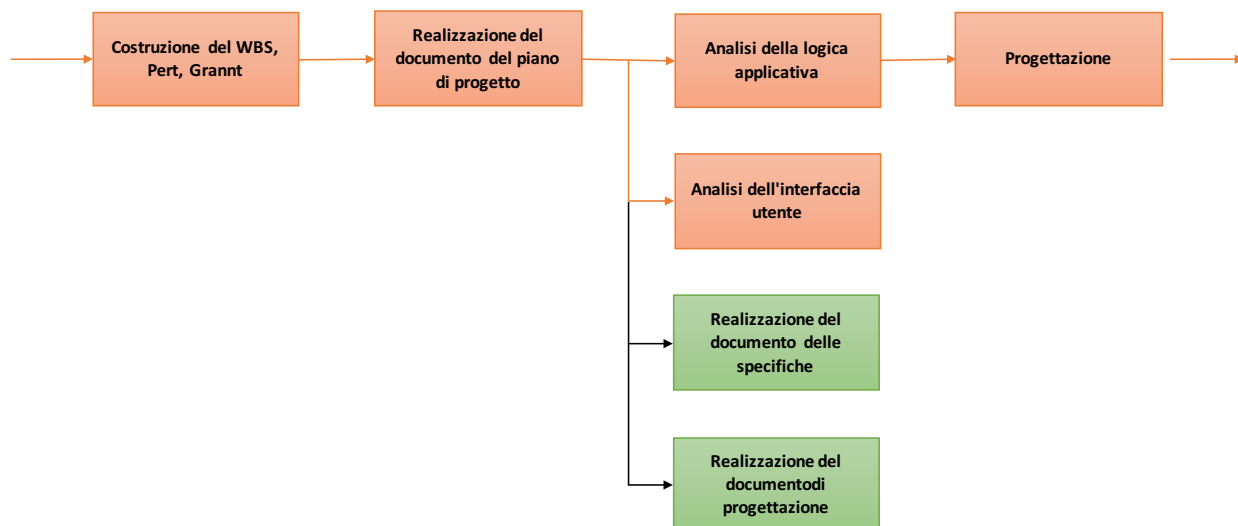 Costruzione del WBS,
Pert, Grannt
Realizzazione del
documento del piano
di progetto
Analisi della logica
applicativa
Progettazione
Analisi dell'interfaccia
utente
Realizzazione del
documento delle
specifiche
Realizzazione del
documentodi
progettazione